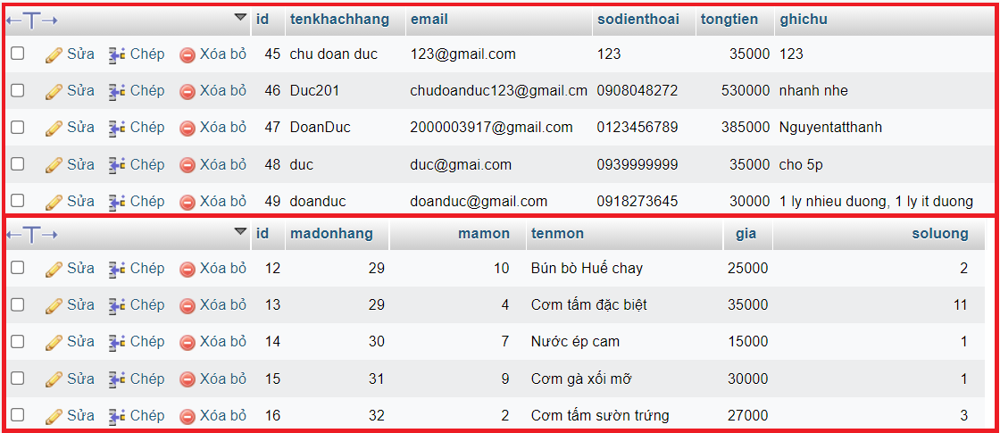 id tenkhachhang email sodienthoai tongtien ghichu
Sửa Chép Xóa bỏ 45 chu doan duc 123@gmail.com 123 35000 123
Sửa Chép Xóa bỏ 46 Duc201 chudoanduc123@gmail.cm 0908048272 530000 nhanh nhe
Sửa Chép Xóa bỏ 47 DoanDuc 2000003917@gmail.com 0123456789 385000 Nguyentatthanh
Sửa Chép Xóa bỏ 48 duc duc@gmai.com 0939999999 35000 cho 5p
Sửa Chép Xóa bỏ 49 doanduc doanduc@gmail.com 0918273645 30000 1 ly nhieu duong, 1 ly it duong
id madonhang mamon tenmon gia soluong
Sửa Chép Xóa bỏ 12 29 10 Bún bò Huế chay 25000 2
Sửa Chép Xóa bỏ 13 29 4 Cơm tấm đặc biệt 35000 11
Sửa Chép Xóa bỏ 14 30 7 Nước ép cam 15000 1
Sửa Chép Xóa bỏ 15 31 9 Cơm gà xối mỡ 30000 1
Sửa Chép Xóa bỏ 16 32 2 Cơm tấm sườn trứng 27000 3